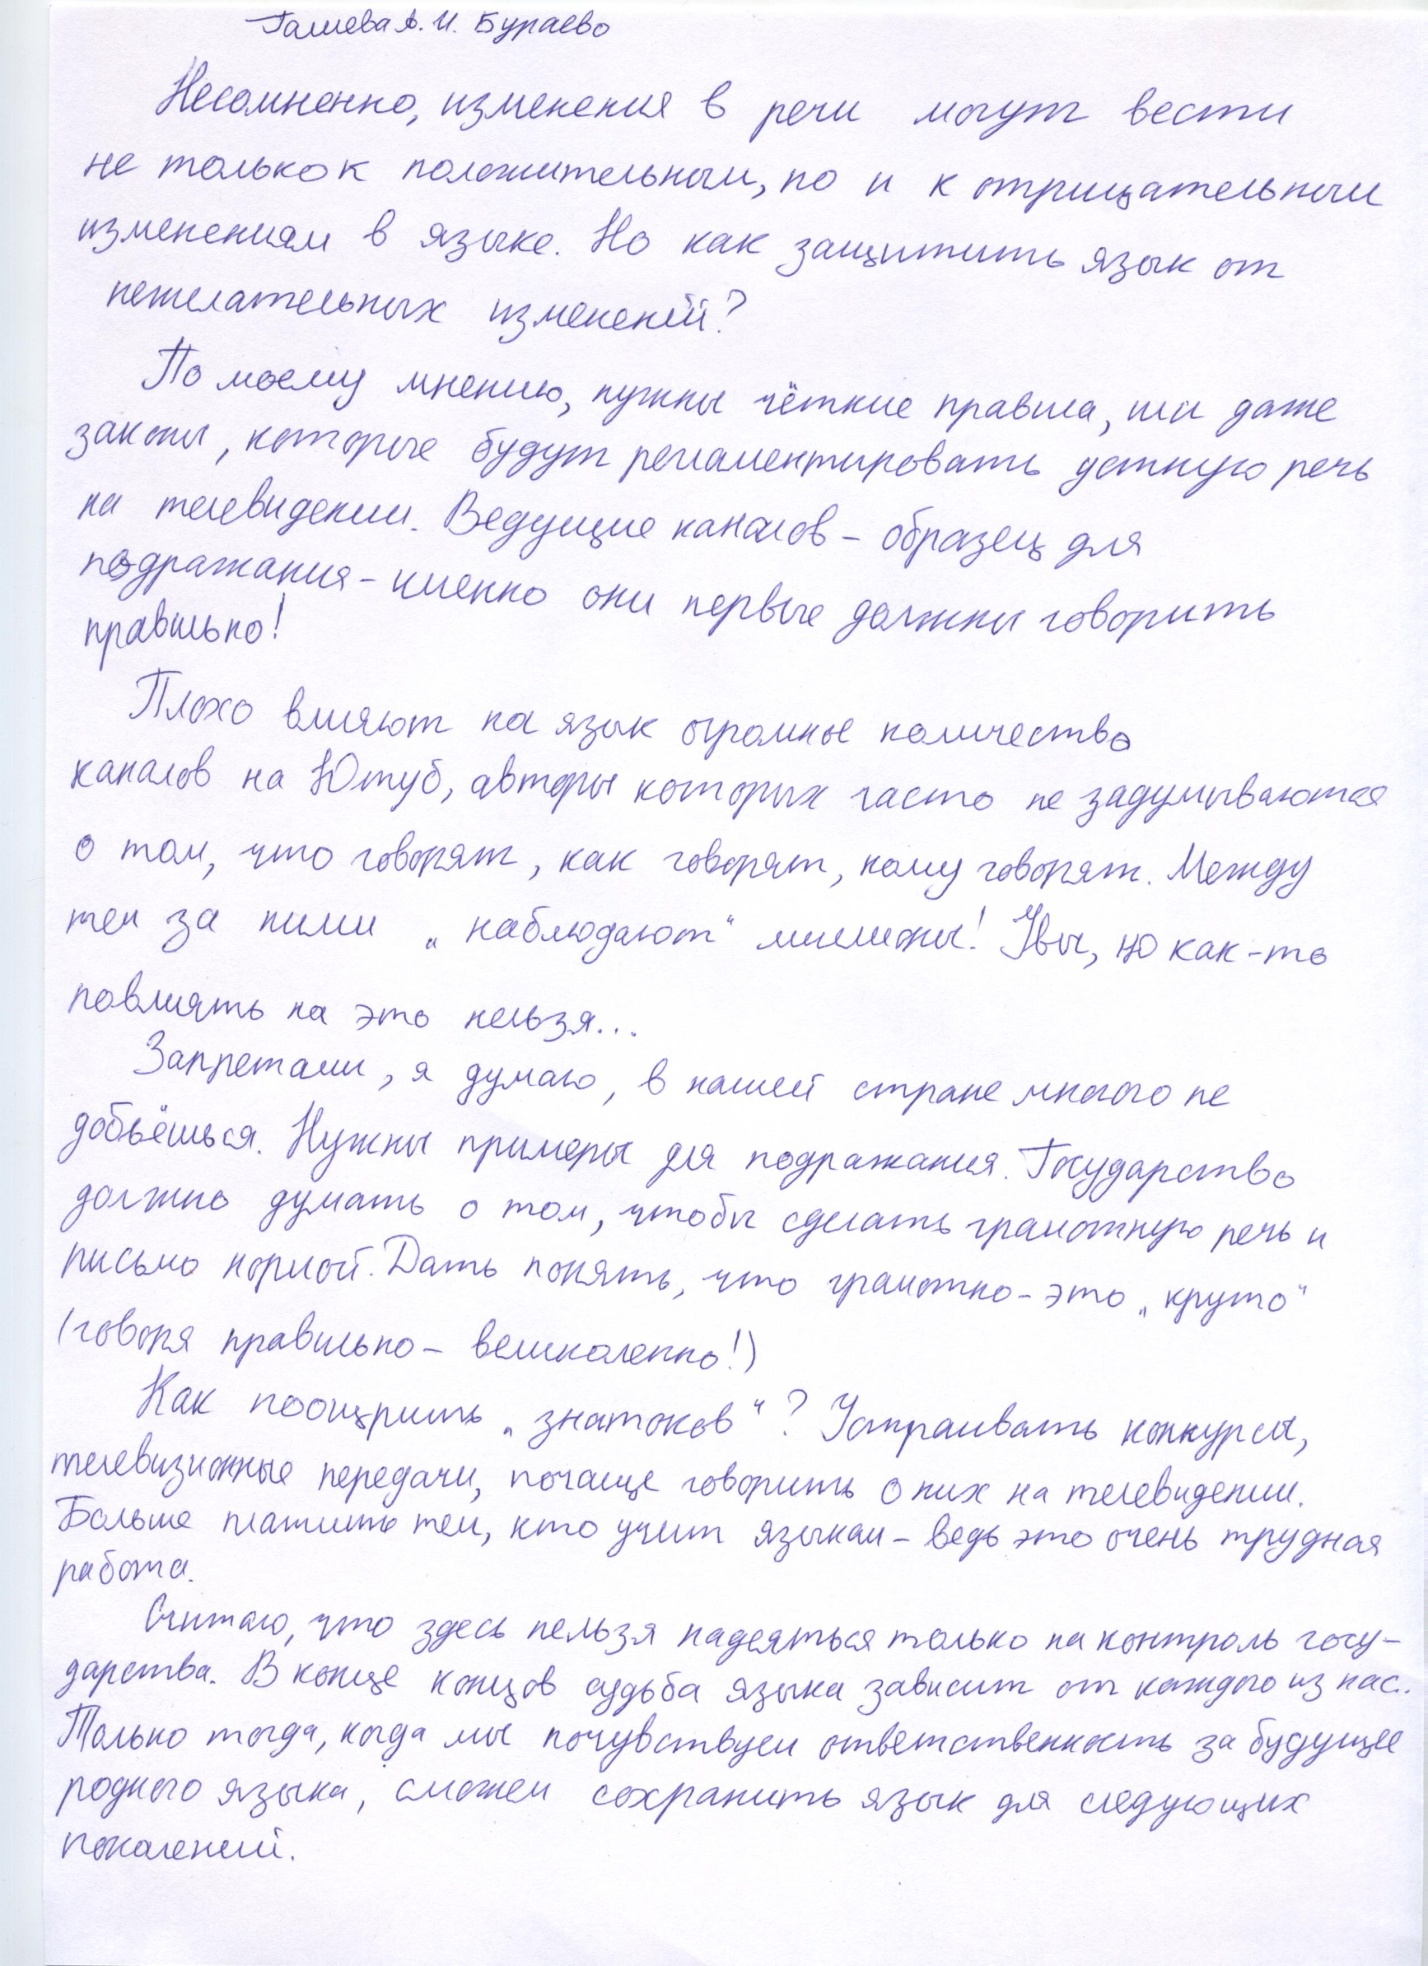 Галиева А. И. Бураево
Несомненно, изменения в речи могут вести
не только к положительным, но и к отрицательным
изменениям в языке. Но как защитить язык от
нежелательных изменений?
По моему мнению, нужны чёткие правила, или даже
законы, которые будут регламентировать устную речь
на телевидении. Ведущие каналов – образец для
подражания – именно они первые должны говорить
правильно!
Плохо влияют на язык огромное количество
каналов на Ютуб, авторы которых часто не задумываются
о том, что говорят, как говорят, кому говорят. Между
тем за ними „наблюдают“ миллионы! Увы, но как-то
повлиять на это нельзя...
Запретами, я думаю, в нашей стране многого не
добьёшься. Нужны примеры для подражания. Государство
должно думать о том, чтобы сделать грамотную речь и
письмо нормой. Дать понять, что грамотно – это „круто“
(говоря правильно – великолепно!)
Как поощрить „знатоков“? Устраивать конкурсы,
телевизионные передачи, почаще говорить о них на телевидении.
Больше платить тем, кто учит языкам – ведь это очень трудная
работа.
Считаю, что здесь нельзя надеяться только на контроль госу-
дарства. В конце концов судьба языка зависит от каждого из нас.
Только тогда, когда мы почувствуем ответственность за будущее
родного языка, сможем сохранить язык для следующих
поколений.